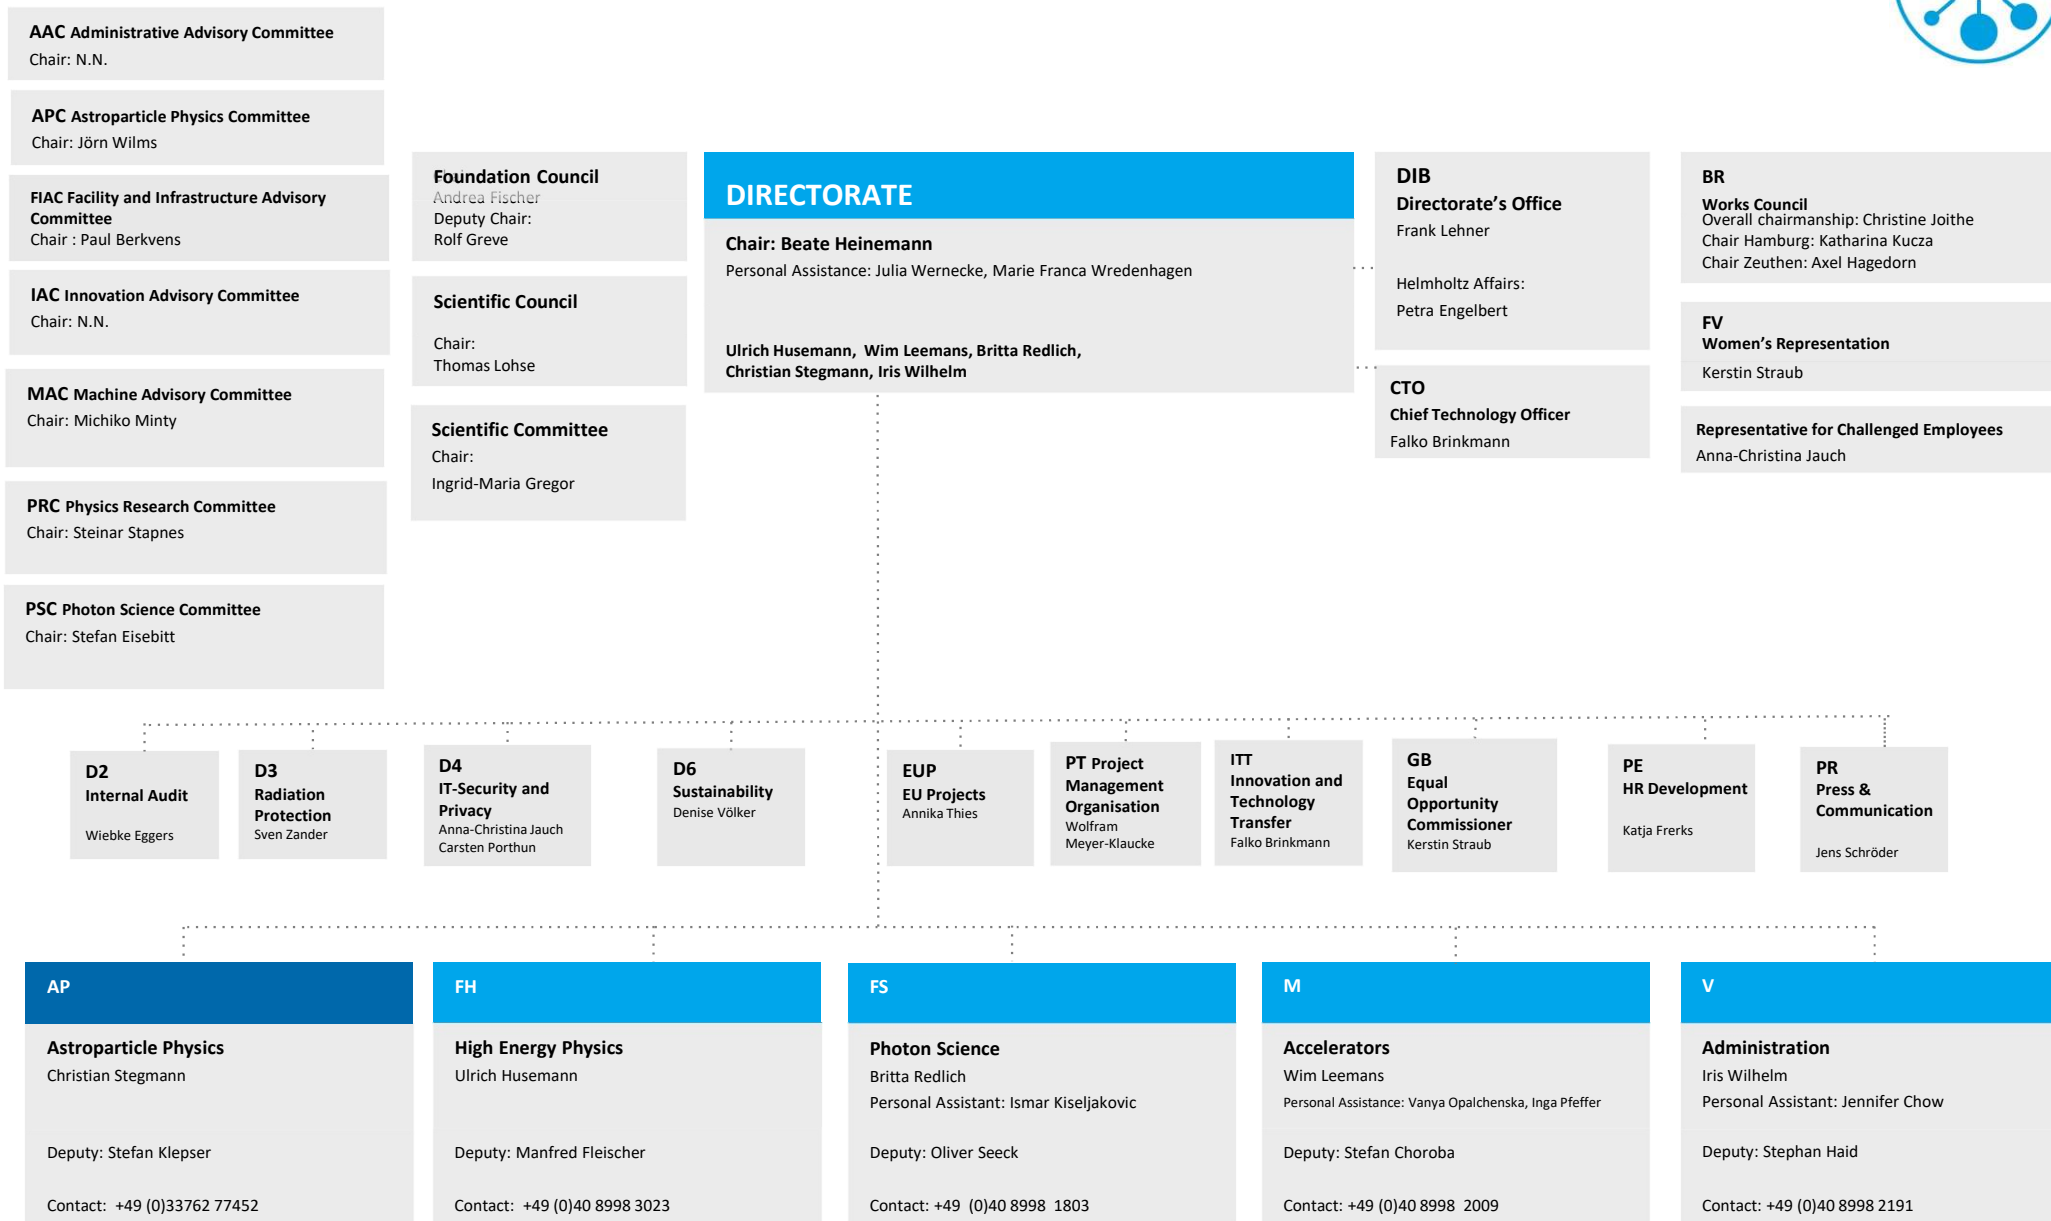 AAC Administrative Advisory Committee
Chair: N.N.
APC Astroparticle Physics Committee
Chair: Jörn Wilms
FIAC Facility and Infrastructure Advisory
Committee
Chair : Paul Berkvens
IAC Innovation Advisory Committee
Chair: N.N.
MAC Machine Advisory Committee
Chair: Michiko Minty
PRC Physics Research Committee
Chair: Steinar Stapnes
PSC Photon Science Committee
Chair: Stefan Eisebitt
Foundation Council
Andrea Fischer
Deputy Chair:
Rolf Greve
Scientific Council
Chair:
Thomas Lohse
Scientific Committee
Chair:
Ingrid-Maria Gregor
DIRECTORATE
Chair: Beate Heinemann
Personal Assistance: Julia Wernecke, Marie Franca Wredenhagen
Ulrich Husemann, Wim Leemans, Britta Redlich,
Christian Stegmann, Iris Wilhelm
DIB
Directorate's Office
Frank Lehner
Helmholtz Affairs:
Petra Engelbert
CTO
Chief Technology Officer
Falko Brinkmann
BR
Works Council
Overall chairmanship: Christine Joithe
Chair Hamburg: Katharina Kucza
Chair Zeuthen: Axel Hagedorn
FV
Women's Representation
Kerstin Straub
Representative for Challenged Employees
Anna-Christina Jauch
D2
Internal Audit
Wiebke Eggers
D3
Radiation
Protection
Sven Zander
D4
IT-Security and
Privacy
Anna-Christina Jauch
Carsten Porthun
D6
Sustainability
Denise Völker
EUP
EU Projects
Annika Thies
PT Project
Management
Organisation
Wolfram
Meyer-Klaucke
ITT
Innovation and
Technology
Transfer
Falko Brinkmann
GB
Equal
Opportunity
Commissioner
Kerstin Straub
PE
HR Development
Katja Frerks
PR
Press &
Communication
Jens Schröder
AP
Astroparticle Physics
Christian Stegmann
Deputy: Stefan Klepser
Contact: +49 (0)33762 77452
FH
High Energy Physics
Ulrich Husemann
Deputy: Manfred Fleischer
Contact: +49 (0)40 8998 3023
FS
Photon Science
Britta Redlich
Personal Assistant: Ismar Kiseljakovic
Deputy: Oliver Seeck
Contact: +49 (0)40 8998 1803
M
Accelerators
Wim Leemans
Personal Assistance: Vanya Opalchenska, Inga Pfeffer
Deputy: Stefan Choroba
Contact: +49 (0)40 8998 2009
V
Administration
Iris Wilhelm
Personal Assistant: Jennifer Chow
Deputy: Stephan Haid
Contact: +49 (0)40 8998 2191